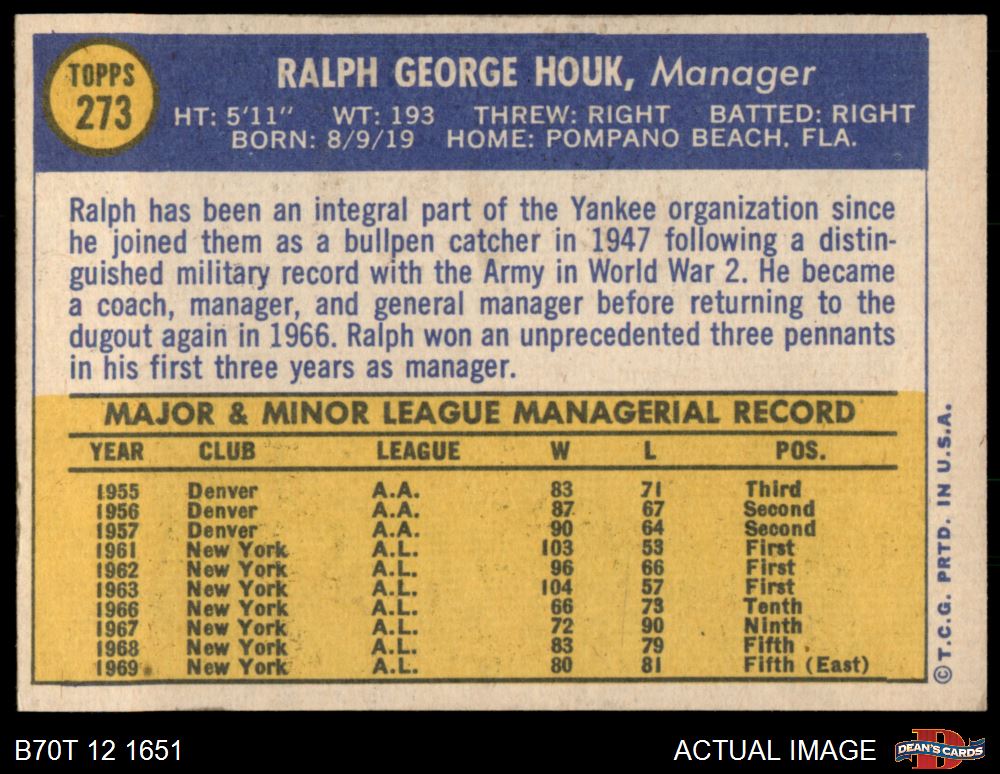 TOPPS
273
RALPH GEORGE HOUK, Manager
HT: 5'11" WT: 193 THREW: RIGHT BATTED: RIGHT
BORN: 8/9/19 HOME: POMPANO BEACH, FLA.
Ralph has been an integral part of the Yankee organization since
he joined them as a bullpen catcher in 1947 following a distin-
guished military record with the Army in World War 2. He became
a coach, manager, and general manager before returning to the
dugout again in 1966. Ralph won an unprecedented three pennants
in his first three years as manager.
MAJOR & MINOR LEAGUE MANAGERIAL RECORD
YEAR CLUB LEAGUE W L POS.
1955 Denver A.A. 83 71 Third
1956 Denver A.A. 87 67 Second
1957 Denver A.A. 90 64 Second
1961 New York A.L. 103 53 First
1962 New York A.L. 96 66 First
1963 New York A.L. 104 57 First
1966 New York A.L. 66 73 Tenth
1967 New York A.L. 72 90 Ninth
1968 New York A.L. 83 79 Fifth
1969 New York A.L. 80 81 Fifth (East)
© T.C.G. PRTD. IN U.S.A.
B70T 12 1651
ACTUAL IMAGE
DEAN'S CARDS